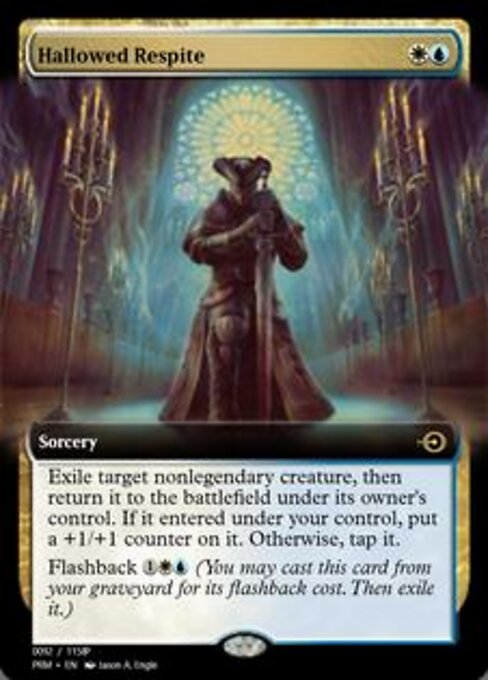 Hallowed Respite
Sorcery
Exile target nonlegendary creature, then
return it to the battlefield under its owner's
control. If it entered under your control, put
a +1/+1 counter on it. Otherwise, tap it.
Flashback 1 (You may cast this card from
your graveyard for its flashback cost. Then exile
it.)
PRM • EN Jason A. Engle